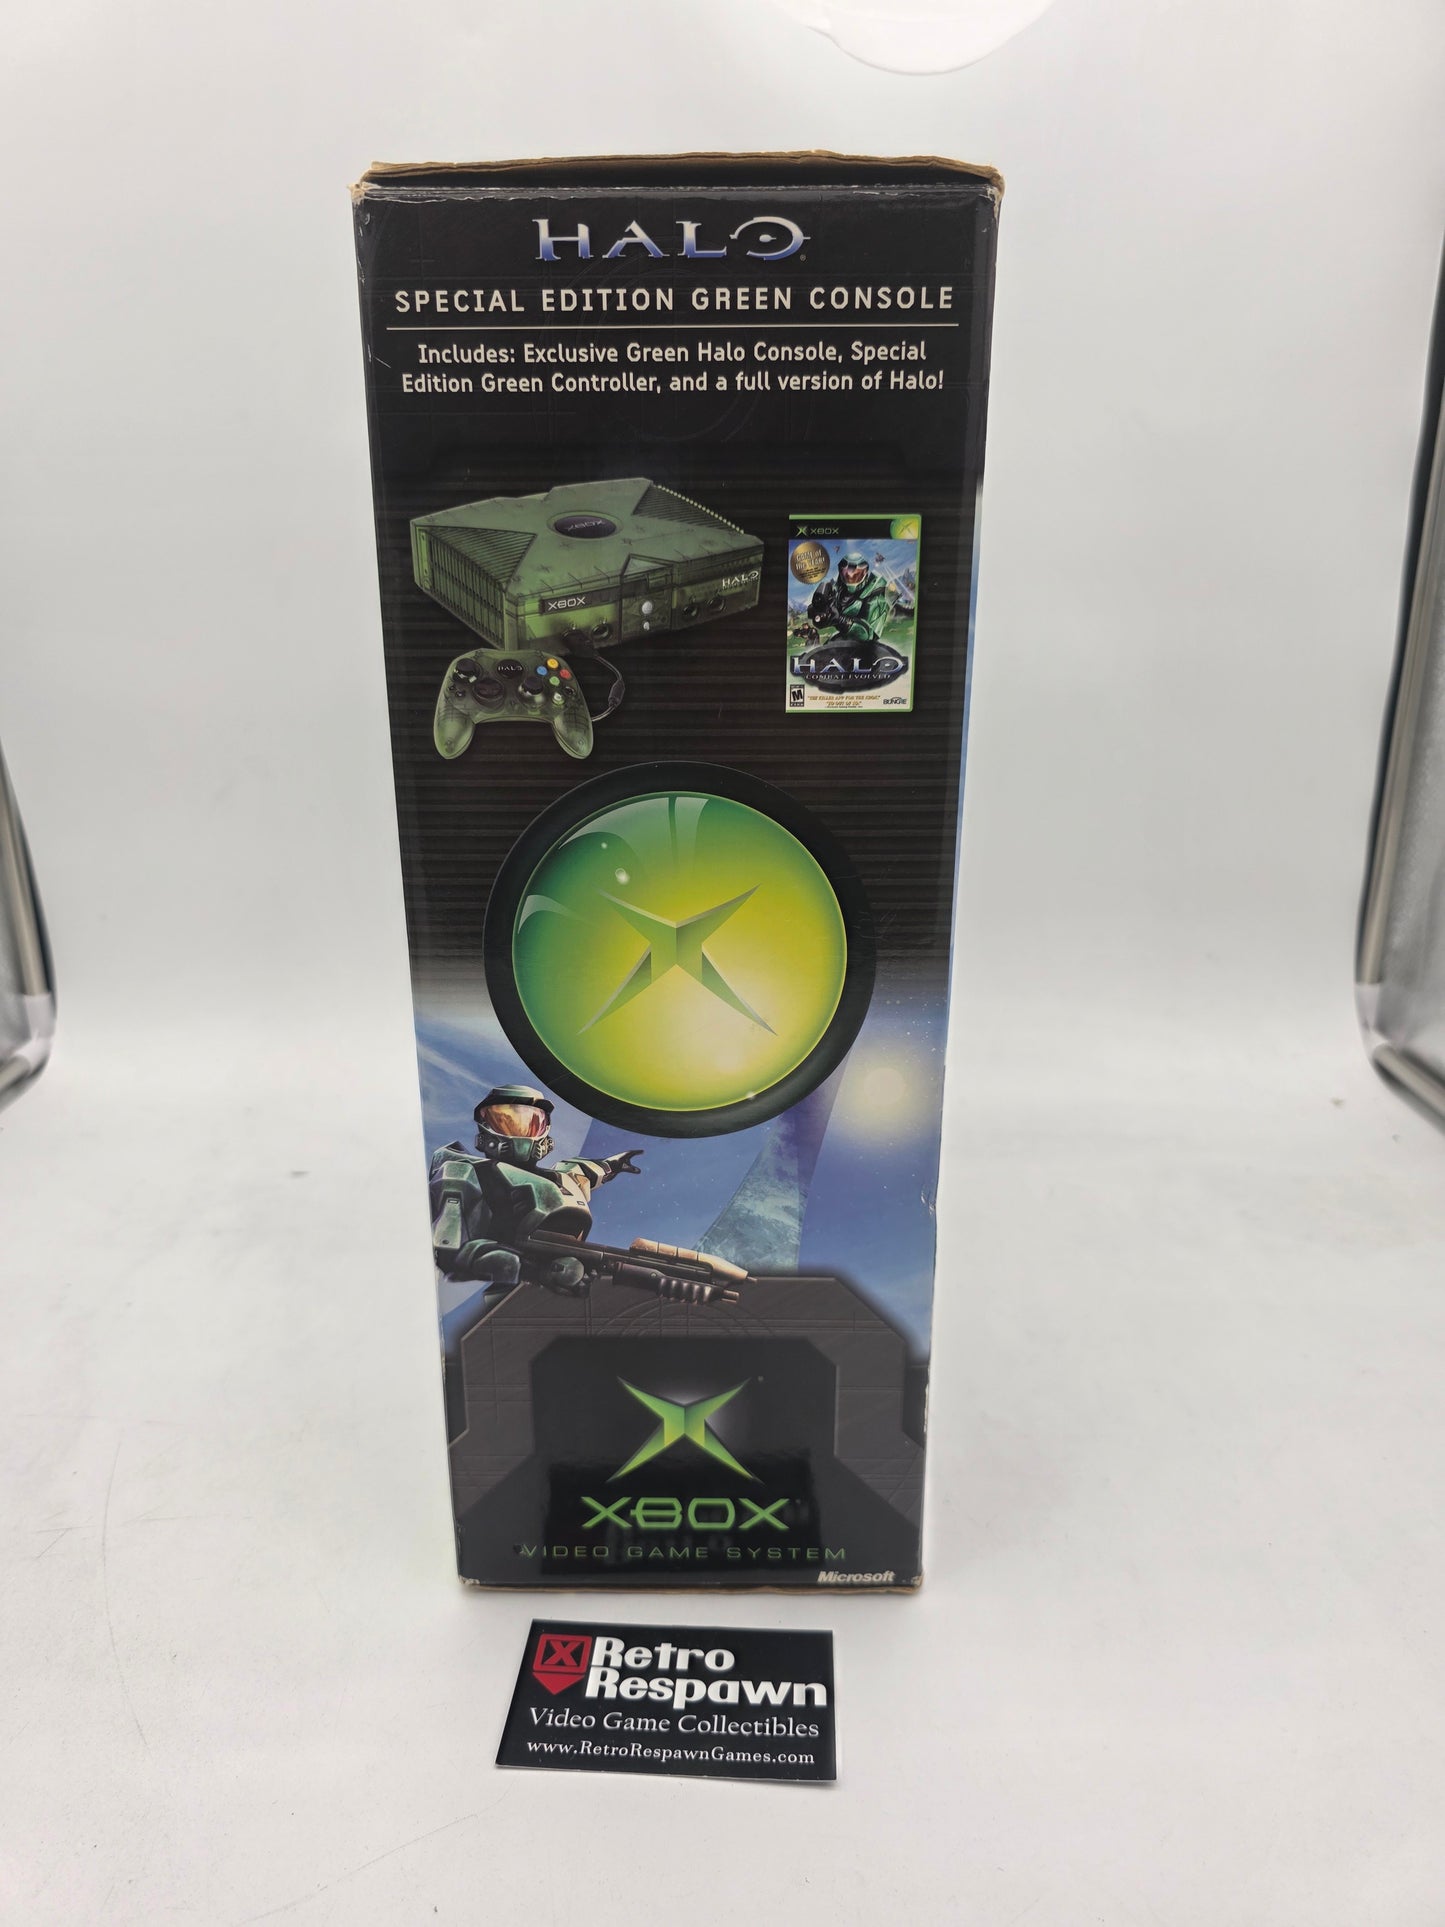 HALO
SPECIAL EDITION GREEN CONSOLE
Includes: Exclusive Green Halo Console, Special
Edition Green Controller, and a full version of Halo!
XBOX
XBOX
HALO
HALO
XBOX
HALO
COMBAT EVOLVED
M
BUNGIE
XBOX
VIDEO GAME SYSTEM
Microsoft
Retro
Respawn
Video Game Collectibles
www.RetroRespawnGames.com